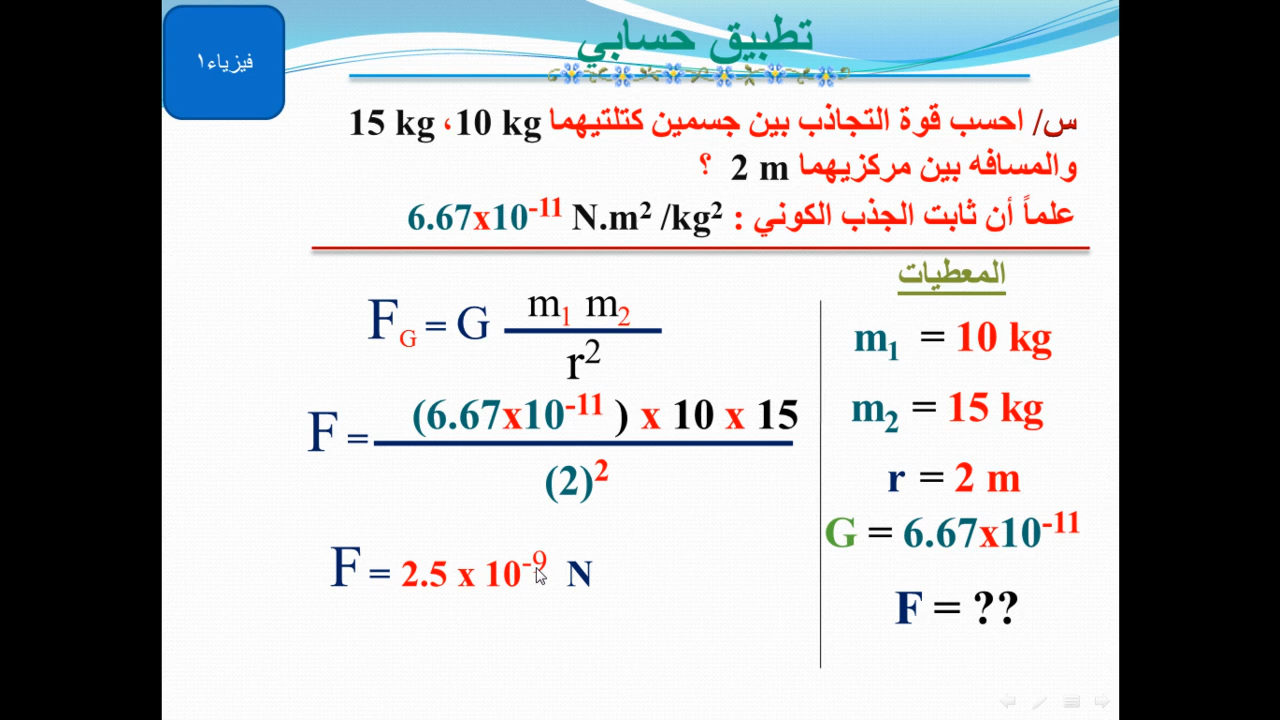 فيزياء١
تطبيق حسابي
س/ احسب قوة التجاذب بين جسمين كتلتيهما 10 kg، 15 kg
والمسافه بين مركزيهما 2 m ؟
علماً أن ثابت الجذب الكوني : 6.67x10⁻¹¹ N.m² /kg²
المعطيات
m₁ = 10 kg
m₂ = 15 kg
r = 2 m
G = 6.67x10⁻¹¹
F = ??
F_G = G
m₁ m₂
r²
F =
(6.67x10⁻¹¹ ) x 10 x 15
(2)²
F = 2.5 x 10⁻⁹ N